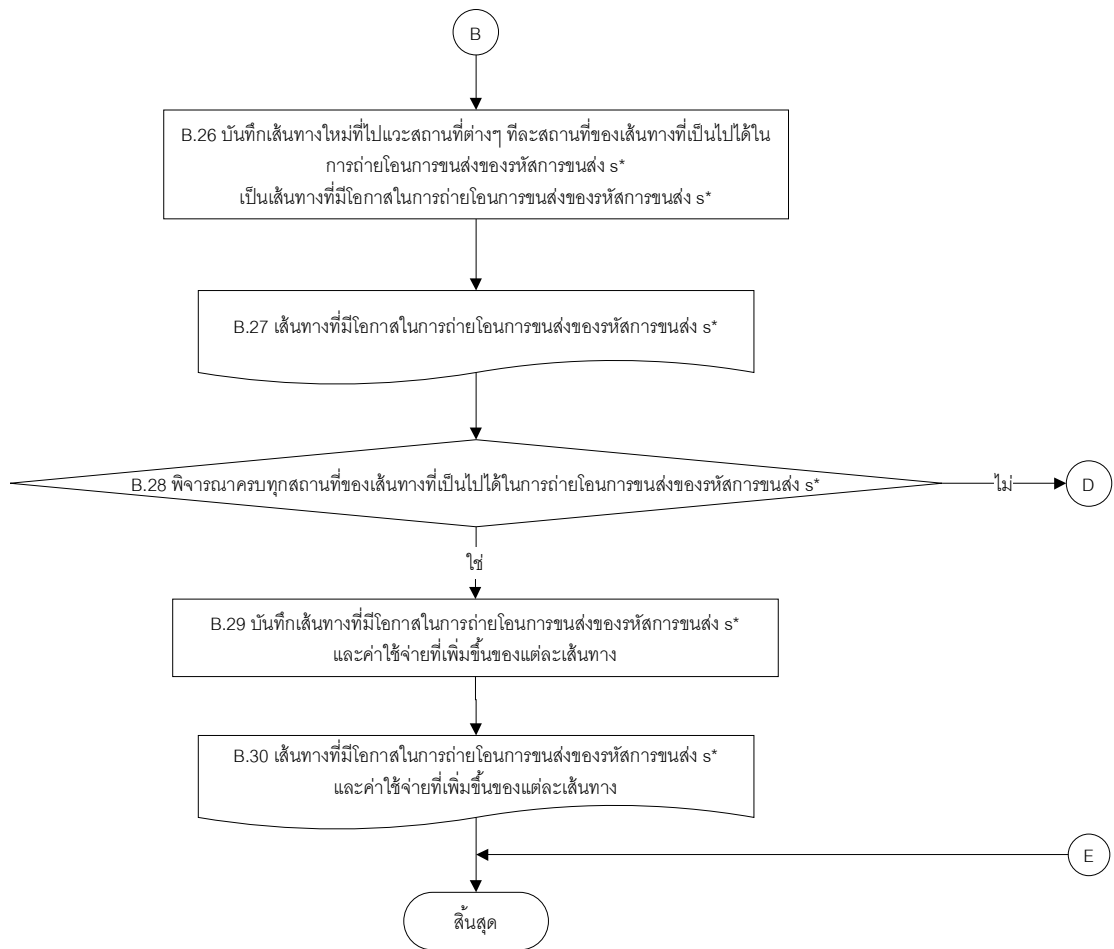 B
B.26 บันทึกเส้นทางใหม่ที่ไปแวะสถานที่ต่างๆ ทีละสถานที่ของเส้นทางที่เป็นไปได้ใน
การถ่ายโอนการขนส่งของรหัสการขนส่ง s*
เป็นเส้นทางที่มีโอกาสในการถ่ายโอนการขนส่งของรหัสการขนส่ง s*
B.27 เส้นทางที่มีโอกาสในการถ่ายโอนการขนส่งของรหัสการขนส่ง s*
B.28 พิจารณาครบทุกสถานที่ของเส้นทางที่เป็นไปได้ในการถ่ายโอนการขนส่งของรหัสการขนส่ง s*
ไม่
D
ใช่
B.29 บันทึกเส้นทางที่มีโอกาสในการถ่ายโอนการขนส่งของรหัสการขนส่ง s*
และค่าใช้จ่ายที่เพิ่มขึ้นของแต่ละเส้นทาง
B.30 เส้นทางที่มีโอกาสในการถ่ายโอนการขนส่งของรหัสการขนส่ง s*
และค่าใช้จ่ายที่เพิ่มขึ้นของแต่ละเส้นทาง
E
สิ้นสุด